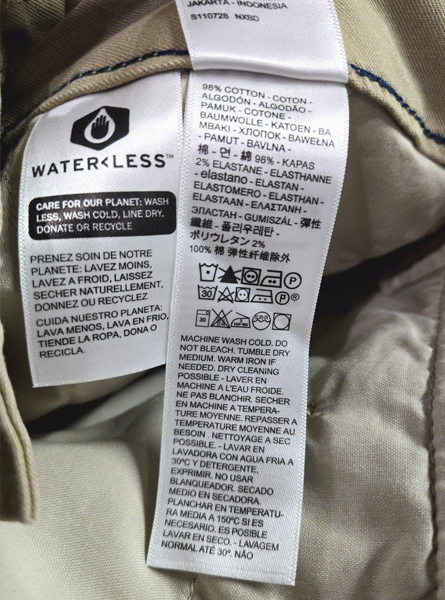 JAKARTA - INDONESIA
S11072B NXBD
WATER<LESS™
CARE FOR OUR PLANET: WASH
LESS, WASH COLD, LINE DRY,
DONATE OR RECYCLE
PRENEZ SOIN DE NOTRE
PLANETE: LAVEZ MOINS,
LAVEZ A FROID, LAISSEZ
SECHER NATURELLEMENT,
DONNEZ OU RECYCLEZ
CUIDA NUESTRO PLANETA:
LAVA MENOS, LAVA EN FRIO,
TIENDE LA ROPA, DONA O
RECICLA.
98% COTTON - COTON -
ALGODÓN - ALGODÃO -
PAMUK - COTONE -
BAUMWOLLE - KATOEN - BA
MBAKI - ХЛОПОК - BAWEŁNA
- PAMUT - BAVLNA -
棉 - 면 - 綿 98% - KAPAS
2% ELASTANE - ELASTHANNE
- elastano - ELASTAN -
ELASTOMERO - ELASTHAN -
ELASTAAN - ΕΛΑΣΤΑΝΗ -
ЭЛАСТАН - GUMISZÁL - 彈性
纖維 - 폴리우레탄 -
ポリウレタン 2%
100% 棉 弹性纤维除外
30
P
30
P®
30
MACHINE WASH COLD. DO
NOT BLEACH. TUMBLE DRY
MEDIUM. WARM IRON IF
NEEDED. DRY CLEANING
POSSIBLE - LAVER EN
MACHINE A L'EAU FROIDE.
NE PAS BLANCHIR. SECHER
EN MACHINE A TEMPERA-
TURE MOYENNE. REPASSER A
TEMPERATURE MOYENNE AU
BESOIN . NETTOYAGE A SEC
POSSIBLE. - LAVAR EN
LAVADORA CON AGUA FRIA A
30ºC Y DETERGENTE,
EXPRIMIR. NO USAR
BLANQUEADOR. SECADO
MEDIO EN SECADORA.
PLANCHAR EN TEMPERATU-
RA MEDIA A 150ºC SI ES
NECESARIO. ES POSIBLE
LAVAR EN SECO. - LAVAGEM
NORMAL ATÉ 30º. NÃO